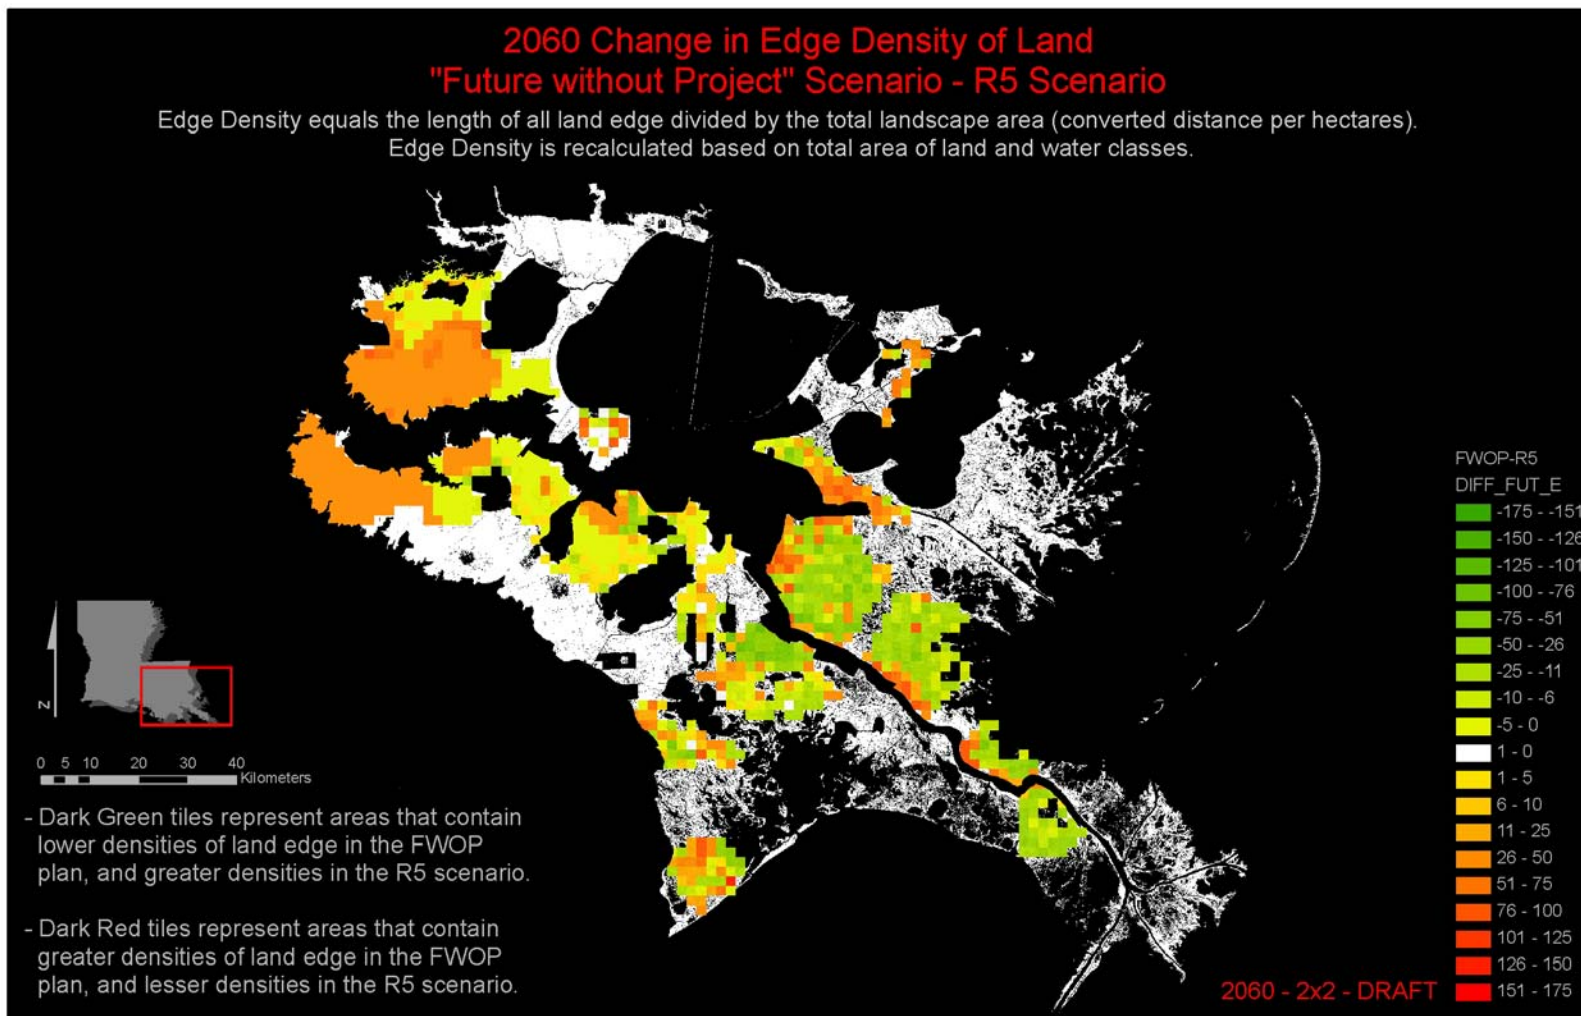 2060 Change in Edge Density of Land
"Future without Project" Scenario - R5 Scenario
Edge Density equals the length of all land edge divided by the total landscape area (converted distance per hectares).
Edge Density is recalculated based on total area of land and water classes.
FWOP-R5
DIFF_FUT_E
-175 - -151
-150 - -126
-125 - -101
-100 - -76
-75 - -51
-50 - -26
-25 - -11
-10 - -6
-5 - 0
1 - 0
1 - 5
6 - 10
11 - 25
26 - 50
51 - 75
76 - 100
101 - 125
126 - 150
151 - 175
N
0 5 10 20 30 40
Kilometers
- Dark Green tiles represent areas that contain
lower densities of land edge in the FWOP
plan, and greater densities in the R5 scenario.
- Dark Red tiles represent areas that contain
greater densities of land edge in the FWOP
plan, and lesser densities in the R5 scenario.
2060 - 2x2 - DRAFT